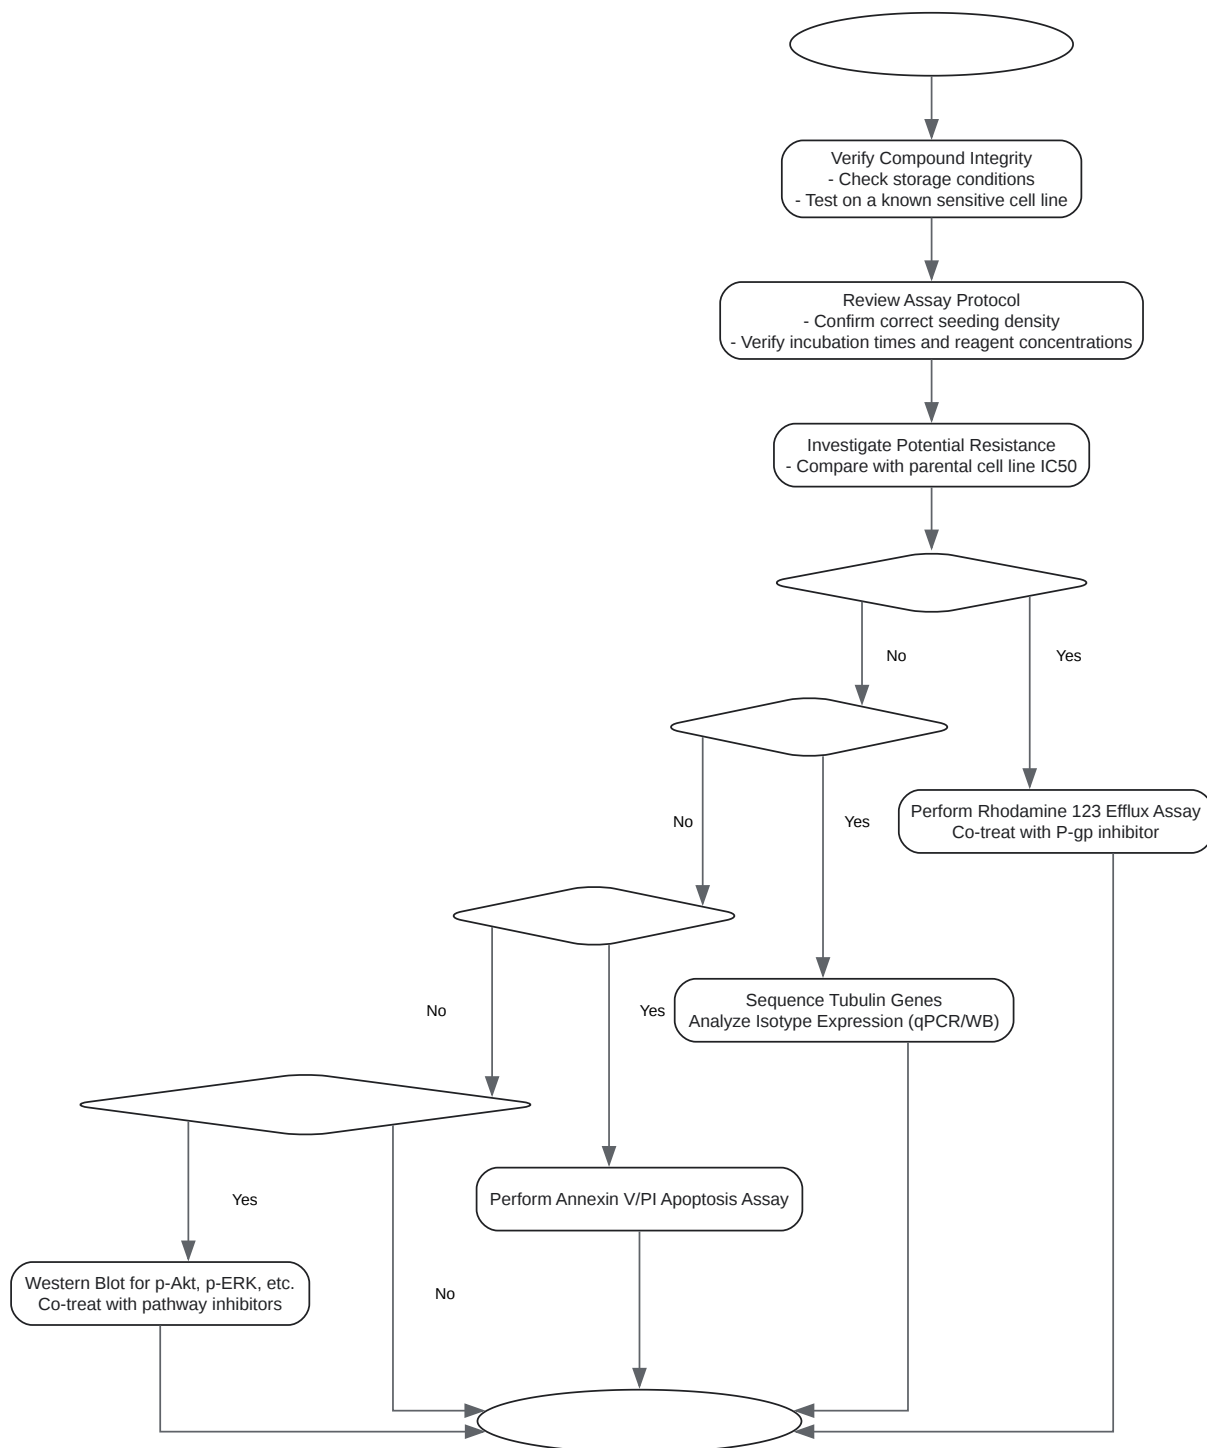 Verify Compound Integrity
- Check storage conditions
- Test on a known sensitive cell line
Review Assay Protocol
- Confirm correct seeding density
- Verify incubation times and reagent concentrations
Investigate Potential Resistance
- Compare with parental cell line IC50
No
Yes
No
Yes
Perform Rhodamine 123 Efflux Assay
Co-treat with P-gp inhibitor
No
Yes
Sequence Tubulin Genes
Analyze Isotype Expression (qPCR/WB)
Yes
Perform Annexin V/PI Apoptosis Assay
No
Western Blot for p-Akt, p-ERK, etc.
Co-treat with pathway inhibitors